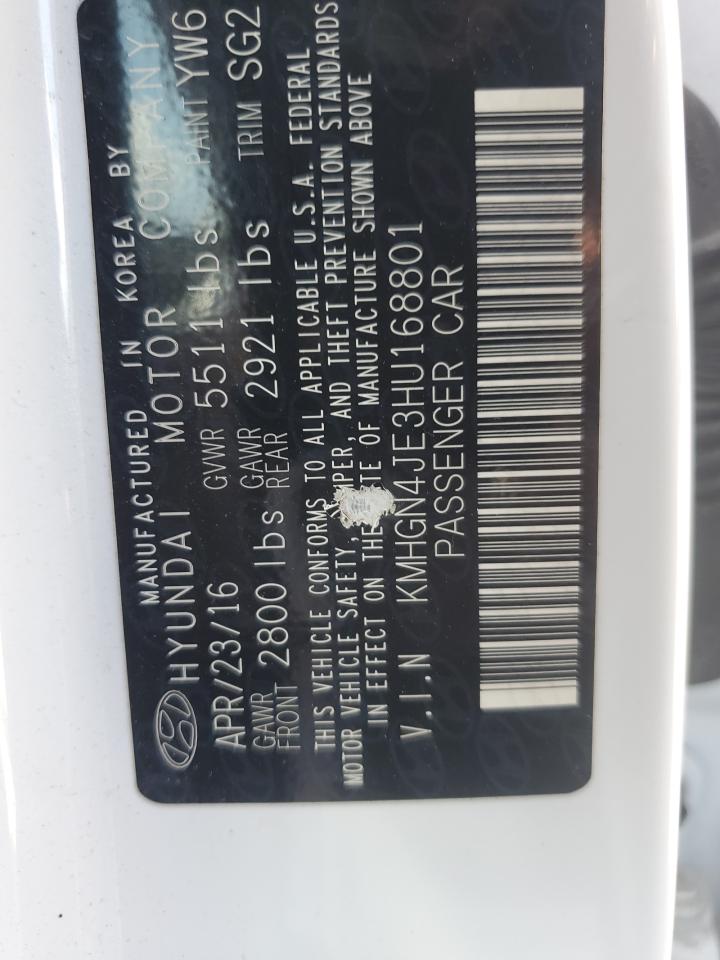 MANUFACTURED IN KOREA BY
HYUNDAI MOTOR COMPANY
APR/23/16 GVWR 5511 lbs PAINT YW6
GAWR FRONT 2800 lbs GAWR REAR 2921 lbs TRIM SG2
THIS VEHICLE CONFORMS TO ALL APPLICABLE U.S.A. FEDERAL
MOTOR VEHICLE SAFETY, MPER, AND THEFT PREVENTION STANDARDS
IN EFFECT ON THE TE OF MANUFACTURE SHOWN ABOVE
V.I.N KMHGN4JE3HU168801
PASSENGER CAR